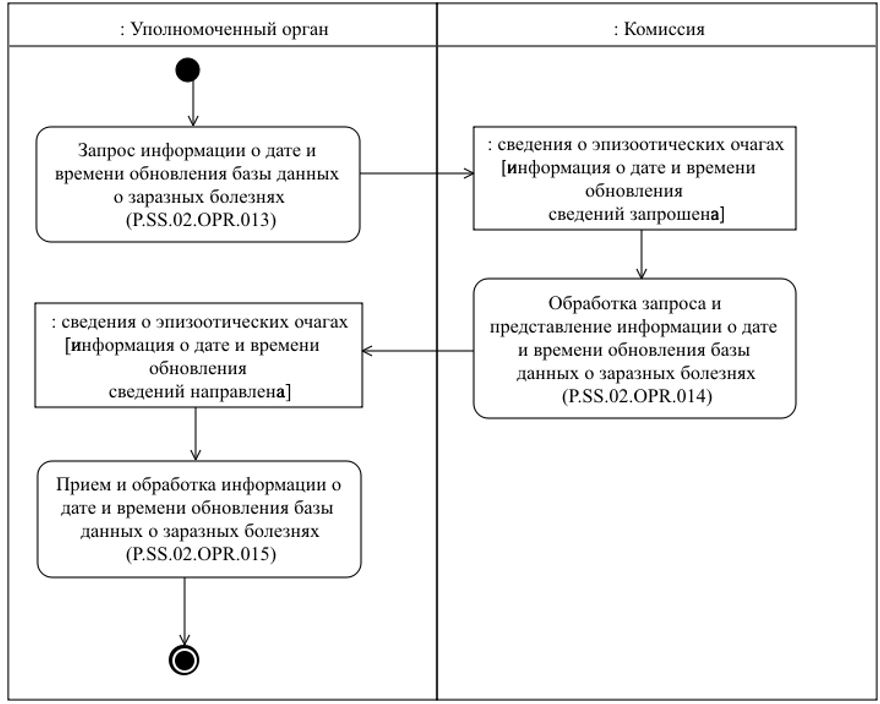 : Уполномоченный орган
: Комиссия
Запрос информации о дате и
времени обновления базы данных
о заразных болезнях
(P.SS.02.OPR.013)
: сведения о эпизоотических очагах
[информация о дате и времени
обновления
сведений запрошена]
Обработка запроса и
представление информации о дате
и времени обновления базы
данных о заразных болезнях
(P.SS.02.OPR.014)
: сведения о эпизоотических очагах
[информация о дате и времени
обновления
сведений направлена]
Прием и обработка информации о
дате и времени обновления базы
данных о заразных болезнях
(P.SS.02.OPR.015)